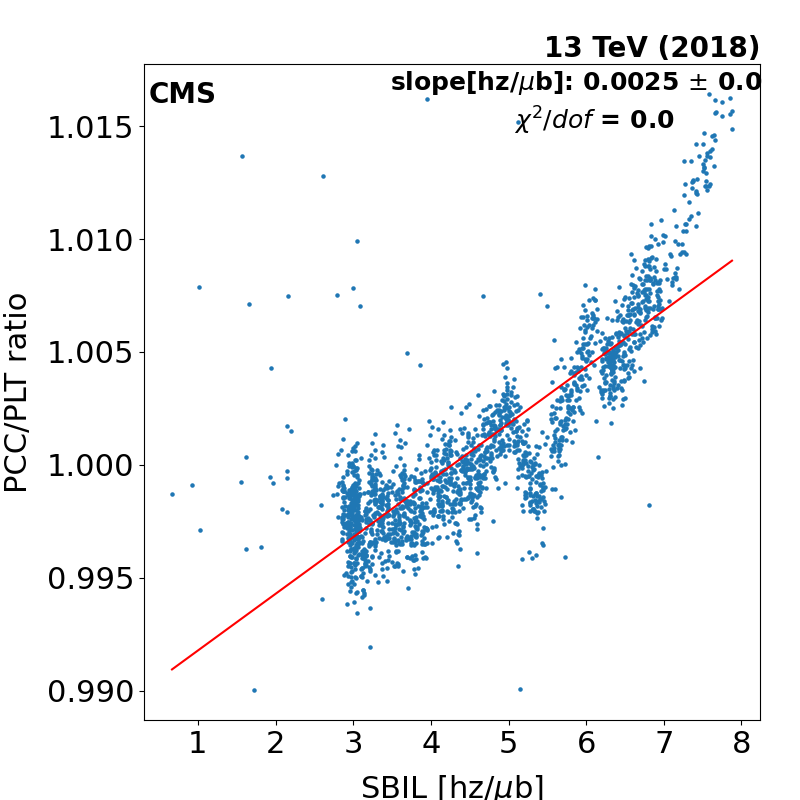 13 TeV (2018)
CMS
slope[hz/μb]: 0.0025 ± 0.0
χ²/dof = 0.0
1.015
1.010
1.005
1.000
0.995
0.990
PCC/PLT ratio
1 2 3 4 5 6 7 8
SBIL [hz/μb]